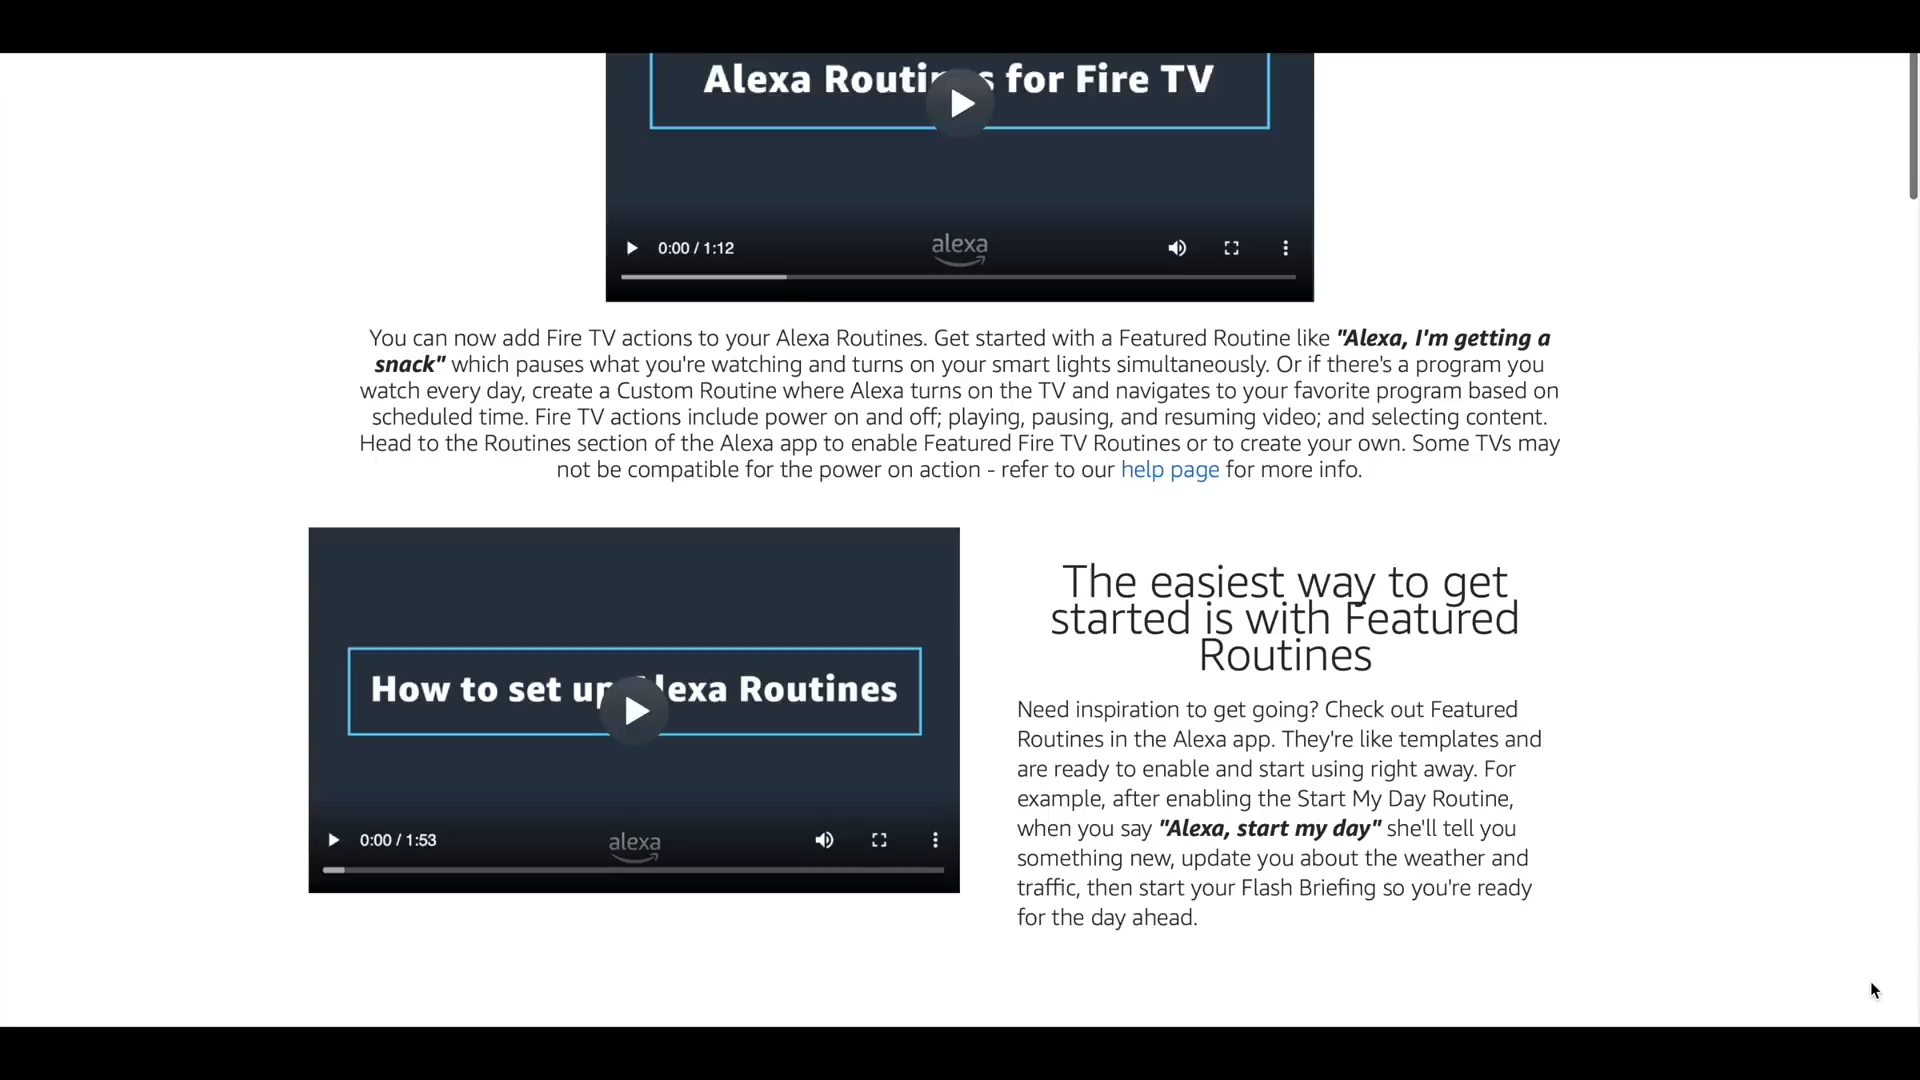 Alexa Routines for Fire TV
0:00 / 1:12
alexa
You can now add Fire TV actions to your Alexa Routines. Get started with a Featured Routine like "Alexa, I'm getting a
snack" which pauses what you're watching and turns on your smart lights simultaneously. Or if there's a program you
watch every day, create a Custom Routine where Alexa turns on the TV and navigates to your favorite program based on
scheduled time. Fire TV actions include power on and off; playing, pausing, and resuming video; and selecting content.
Head to the Routines section of the Alexa app to enable Featured Fire TV Routines or to create your own. Some TVs may
not be compatible for the power on action - refer to our help page for more info.
How to set up Alexa Routines
0:00 / 1:53
alexa
The easiest way to get
started is with Featured
Routines
Need inspiration to get going? Check out Featured
Routines in the Alexa app. They're like templates and
are ready to enable and start using right away. For
example, after enabling the Start My Day Routine,
when you say "Alexa, start my day" she'll tell you
something new, update you about the weather and
traffic, then start your Flash Briefing so you're ready
for the day ahead.